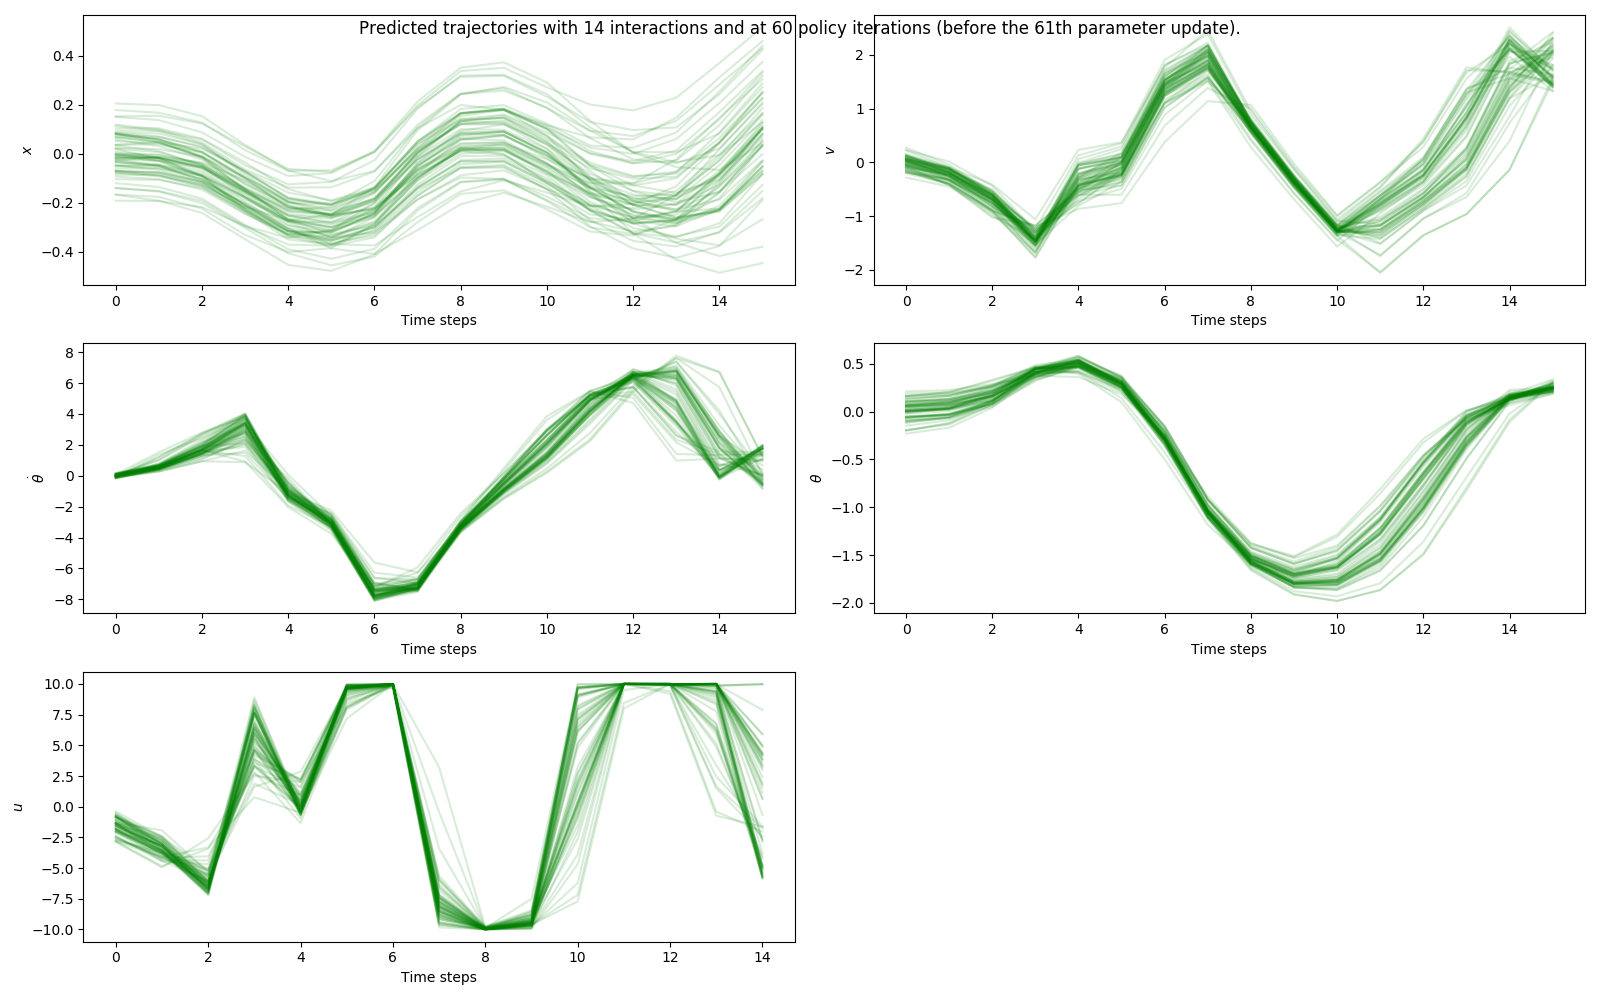 Predicted trajectories with 14 interactions and at 60 policy iterations (before the 61th parameter update).
0.4
0.2
0.0
−0.2
−0.4
x
0 2 4 6 8 10 12 14
Time steps
2
1
0
−1
−2
v
0 2 4 6 8 10 12 14
Time steps
8
6
4
2
0
−2
−4
−6
−8
θ̇
0 2 4 6 8 10 12 14
Time steps
0.5
0.0
−0.5
−1.0
−1.5
−2.0
θ
0 2 4 6 8 10 12 14
Time steps
10.0
7.5
5.0
2.5
0.0
−2.5
−5.0
−7.5
−10.0
u
0 2 4 6 8 10 12 14
Time steps